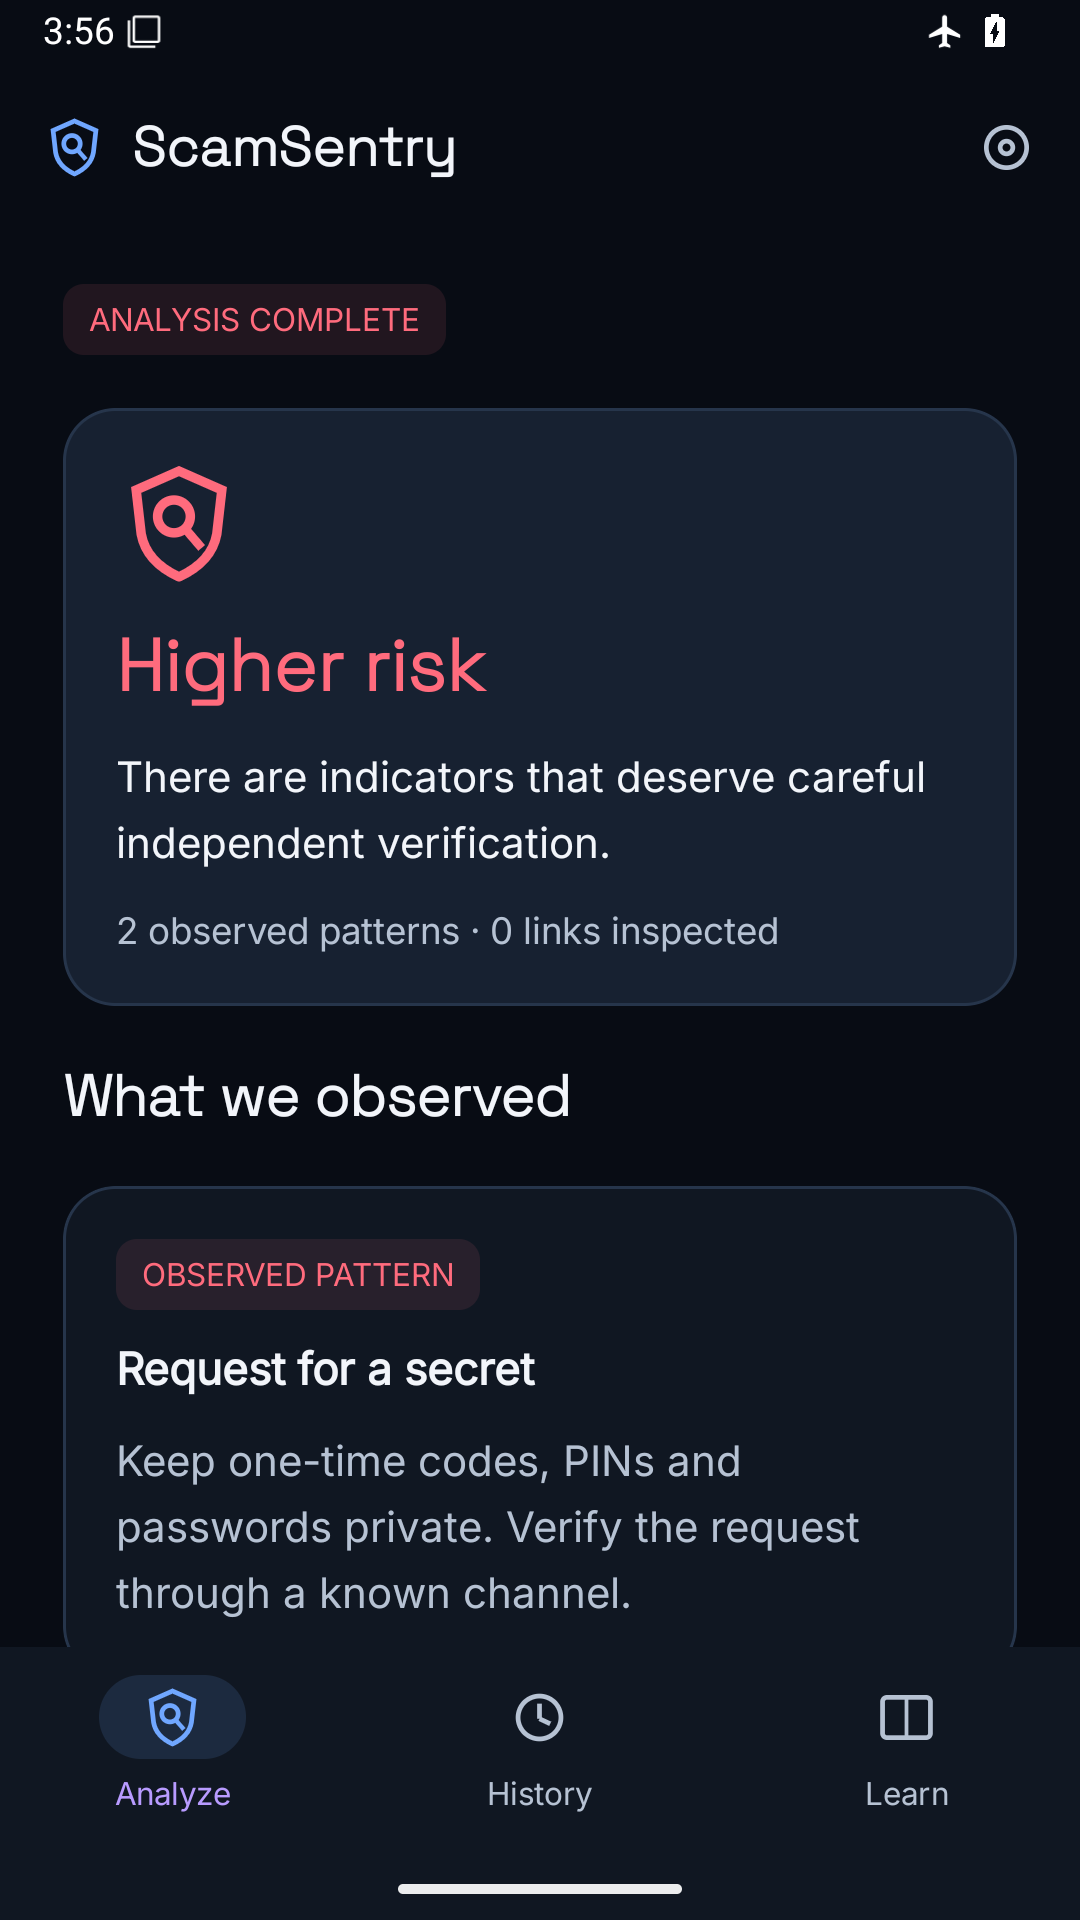 3:56
ScamSentry
ANALYSIS COMPLETE
Higher risk
There are indicators that deserve careful
independent verification.
2 observed patterns · 0 links inspected
What we observed
OBSERVED PATTERN
Request for a secret
Keep one-time codes, PINs and
passwords private. Verify the request
through a known channel.
Analyze
History
Learn